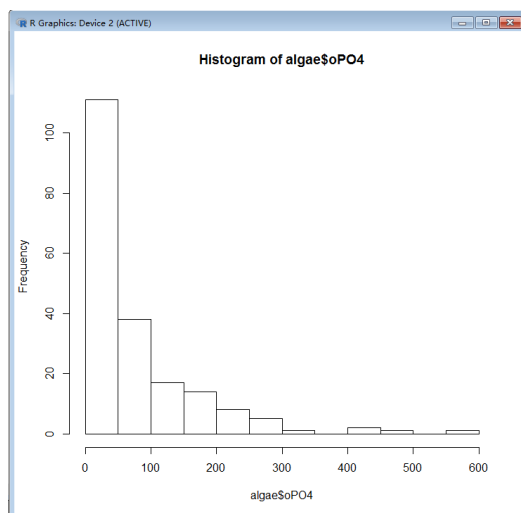 R Graphics: Device 2 (ACTIVE)
Histogram of algae$oPO4
Frequency
100
80
60
40
20
0
0 100 200 300 400 500 600
algae$oPO4